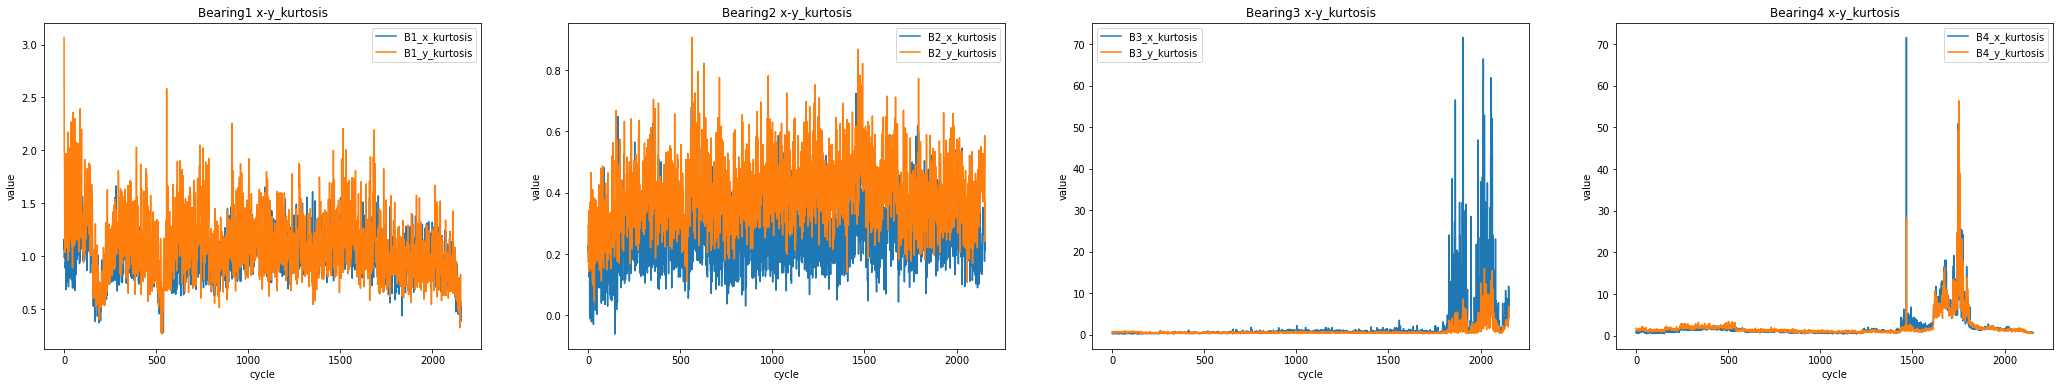 Bearing1 x-y_kurtosis
B1_x_kurtosis
B1_y_kurtosis
3.0
2.5
2.0
1.5
1.0
0.5
value
0
500
1000
1500
2000
cycle
Bearing2 x-y_kurtosis
B2_x_kurtosis
B2_y_kurtosis
0.8
0.6
0.4
0.2
0.0
value
0
500
1000
1500
2000
cycle
Bearing3 x-y_kurtosis
B3_x_kurtosis
B3_y_kurtosis
70
60
50
40
30
20
10
0
value
0
500
1000
1500
2000
cycle
Bearing4 x-y_kurtosis
B4_x_kurtosis
B4_y_kurtosis
70
60
50
40
30
20
10
0
value
0
500
1000
1500
2000
cycle